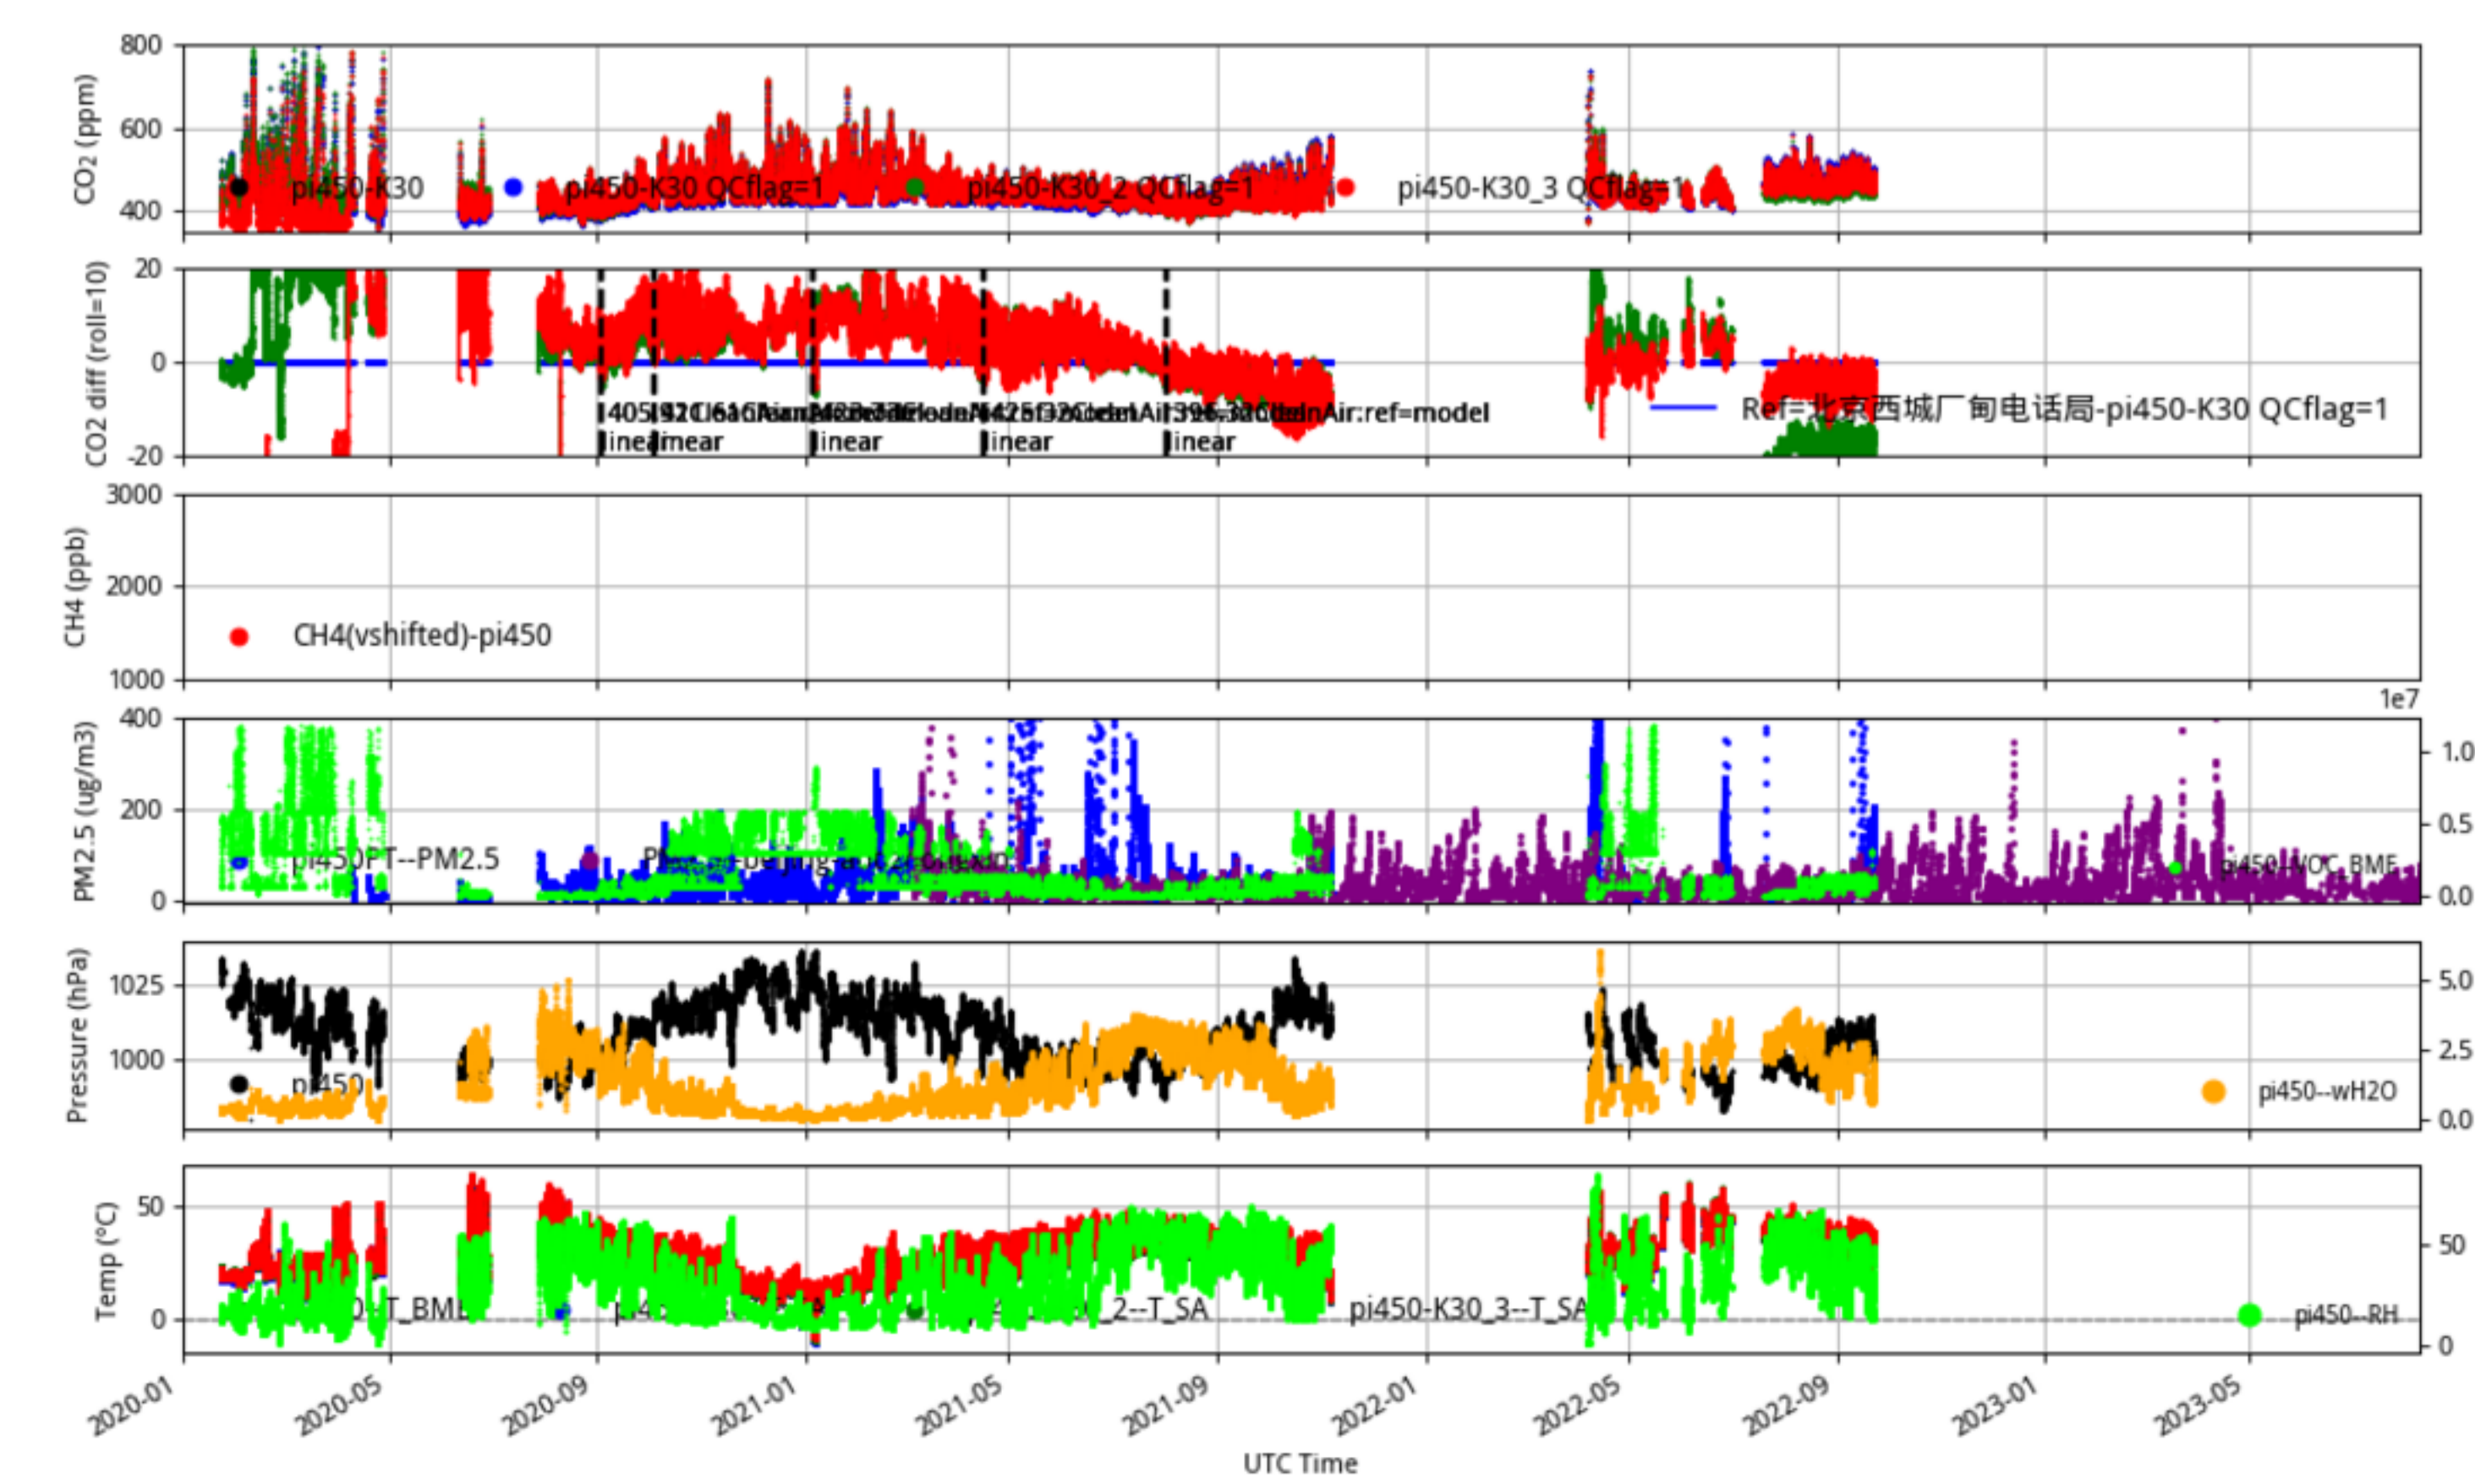 800
600
400
CO2 (ppm)
pi450-K30
pi450-K30 QCflag=1
pi450-K30_2 QCflag=1
pi450-K30_3 QCflag=1
20
0
-20
CO2 diff (roll=10)
Air:ref=model
linear
linear
linear
linear
Ref=北京西城厂甸电话局-pi450-K30 QCflag=1
3000
2000
1000
CH4 (ppb)
CH4(vshifted)-pi450
1e7
400
200
0
PM2.5 (ug/m3)
pi450PT--PM2.5
pi450--VOC_BME
1.0
0.5
0.0
1025
1000
Pressure (hPa)
pi450
pi450--wH2O
5.0
2.5
0.0
50
0
Temp (°C)
T_BME
_2--T_SA
pi450-K30_3--T_SA
pi450--RH
50
0
2020-01
2020-05
2020-09
2021-01
2021-05
2021-09
2022-01
2022-05
2022-09
2023-01
2023-05
UTC Time